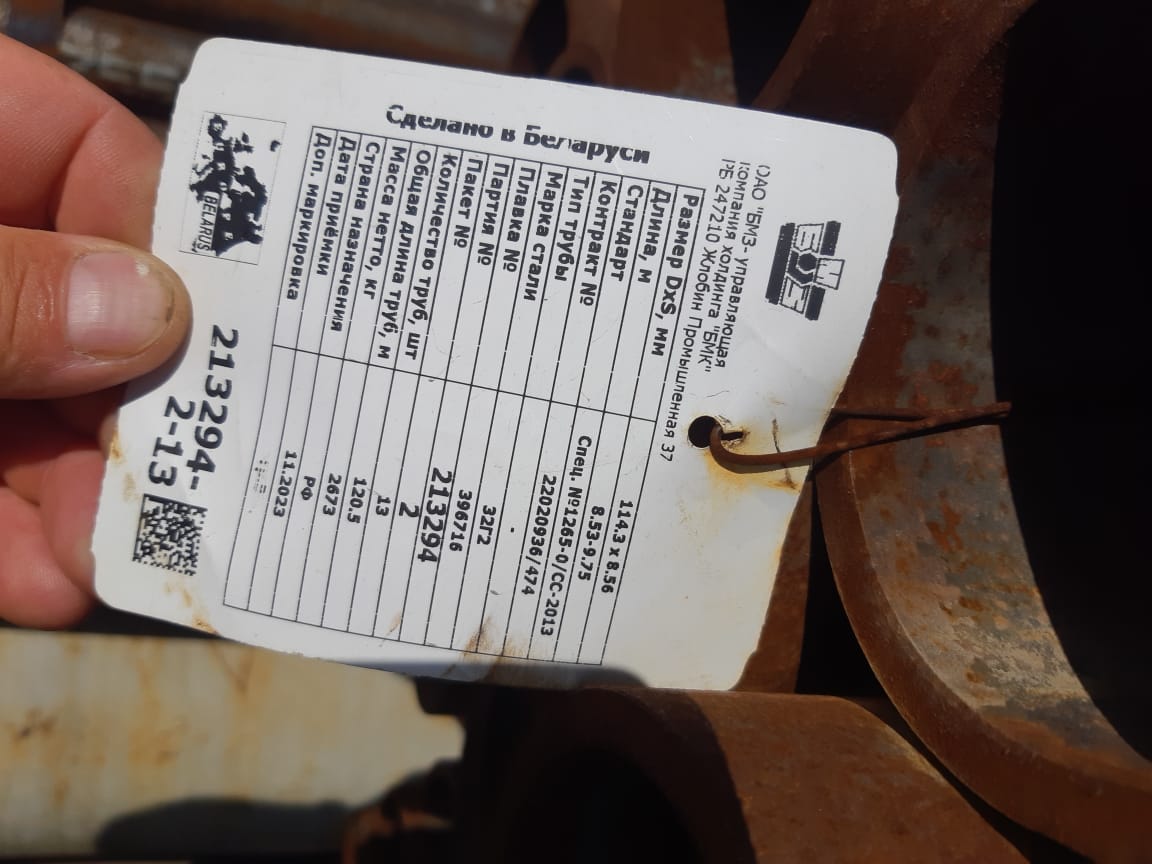 БМЗ
ОАО "БМЗ- управляющая
компания холдинга "БМК"
РБ 247210 Жлобин Промышленная 37
Размер DxS, мм 114.3 x 8.56
Длина, м 8.53-9.75
Стандарт Спец. №1265-0/СС-2013
Контракт № 22020936/474
Тип трубы .
Марка стали 32Г2
Плавка № 396716
Партия № 213294
Пакет № 2
Количество труб, шт 13
Общая длина труб, м 120.5
Масса нетто, кг 2673
Страна назначения РФ
Дата приёмки 11.2023
Доп. маркировка
Сделано в Беларуси
BELARUS
213294-
2-13